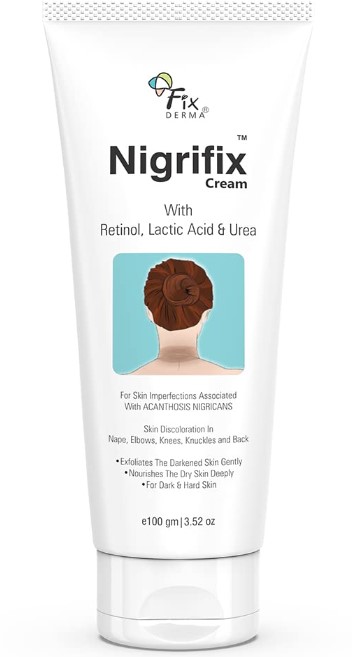 Fix
DERMA®
Nigrifix™
Cream
With
Retinol, Lactic Acid & Urea
For Skin Imperfections Associated
With ACANTHOSIS NIGRICANS
Skin Discoloration In
Nape, Elbows, Knees, Knuckles and Back
•Exfoliates The Darkened Skin Gently
•Nourishes The Dry Skin Deeply
•For Dark & Hard Skin
e100 gm|3.52 oz